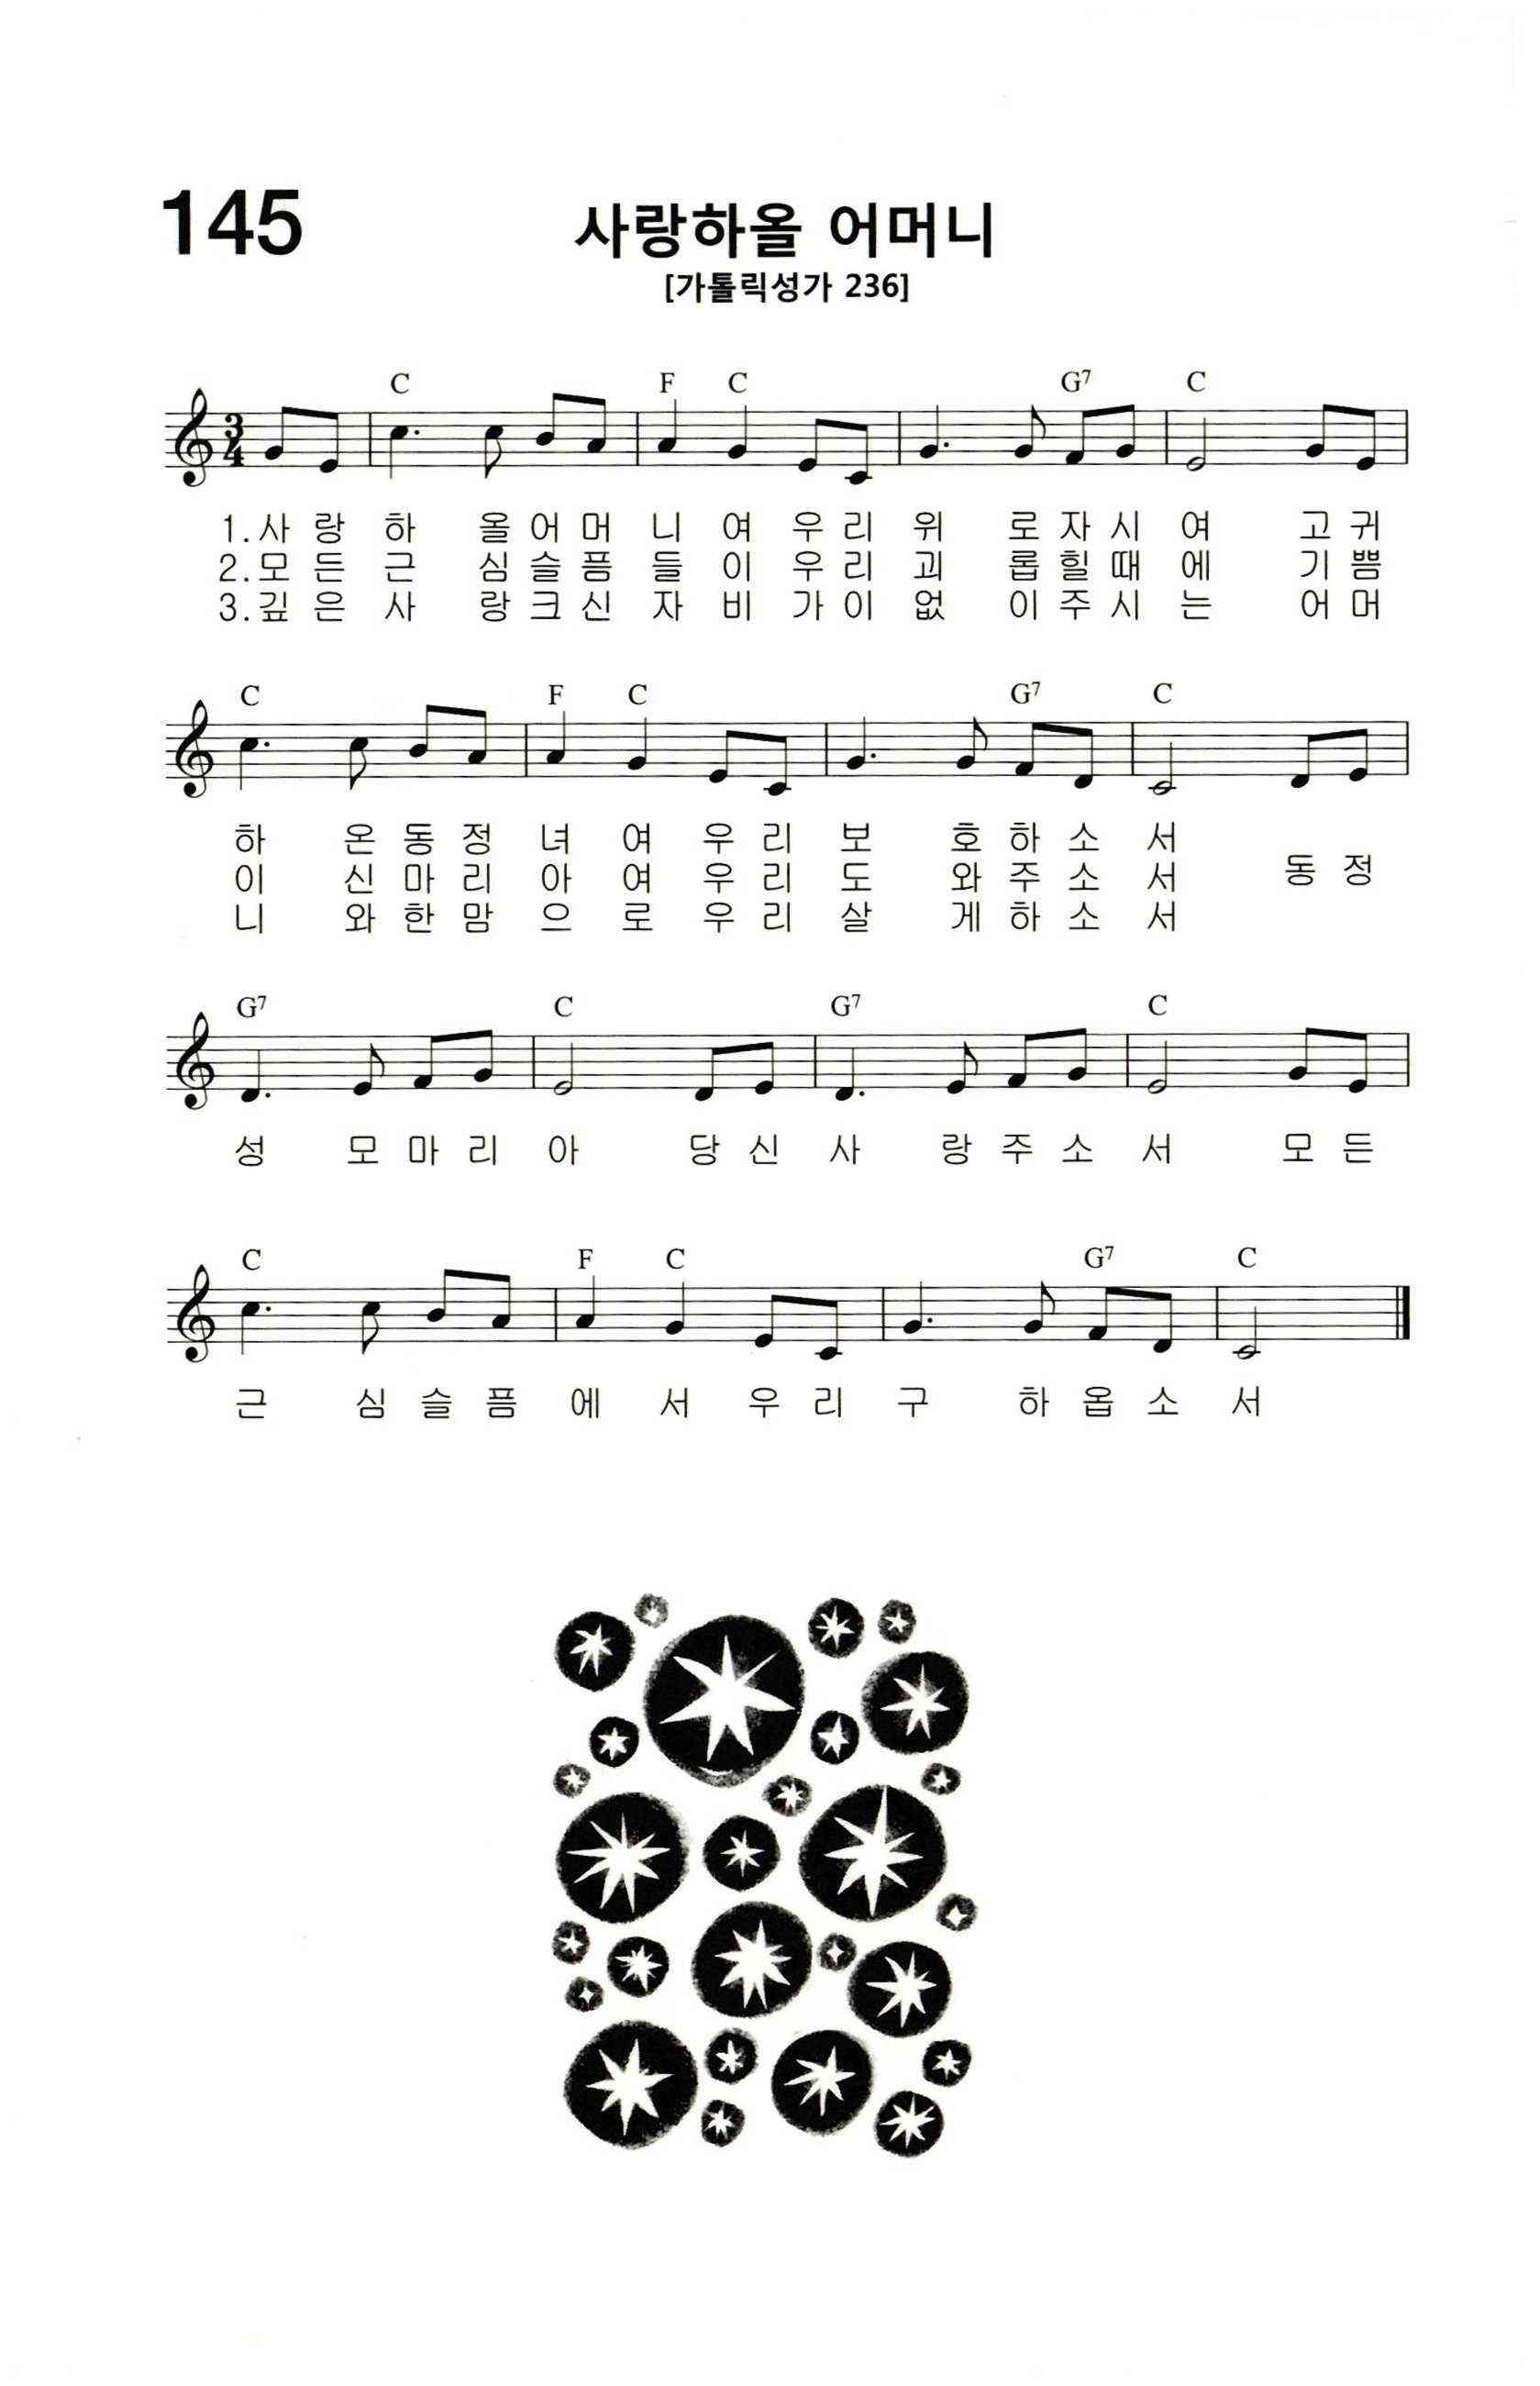 145
사랑하올 어머니
[가톨릭성가 236]
C F C G7 C
3 4
1.사 랑 하 올 어 머 니 여 우 리 위 로 자 시 여 고 귀
2.모 든 근 심 슬 픔 들 이 우 리 괴 롭 힐 때 에 기 쁨
3.깊 은 사 랑 크 신 자 비 가 이 없 이 주 시 는 어 머
C F C G7 C
하 온 동 정 녀 여 우 리 보 호 하 소 서
이 신 마 리 아 여 우 리 도 와 주 소 서 동 정
니 와 한 맘 으 로 우 리 살 게 하 소 서
G7 C G7 C
성 모 마 리 아 당 신 사 랑 주 소 서 모 든
C F C G7 C
근 심 슬 픔 에 서 우 리 구 하 옵 소 서